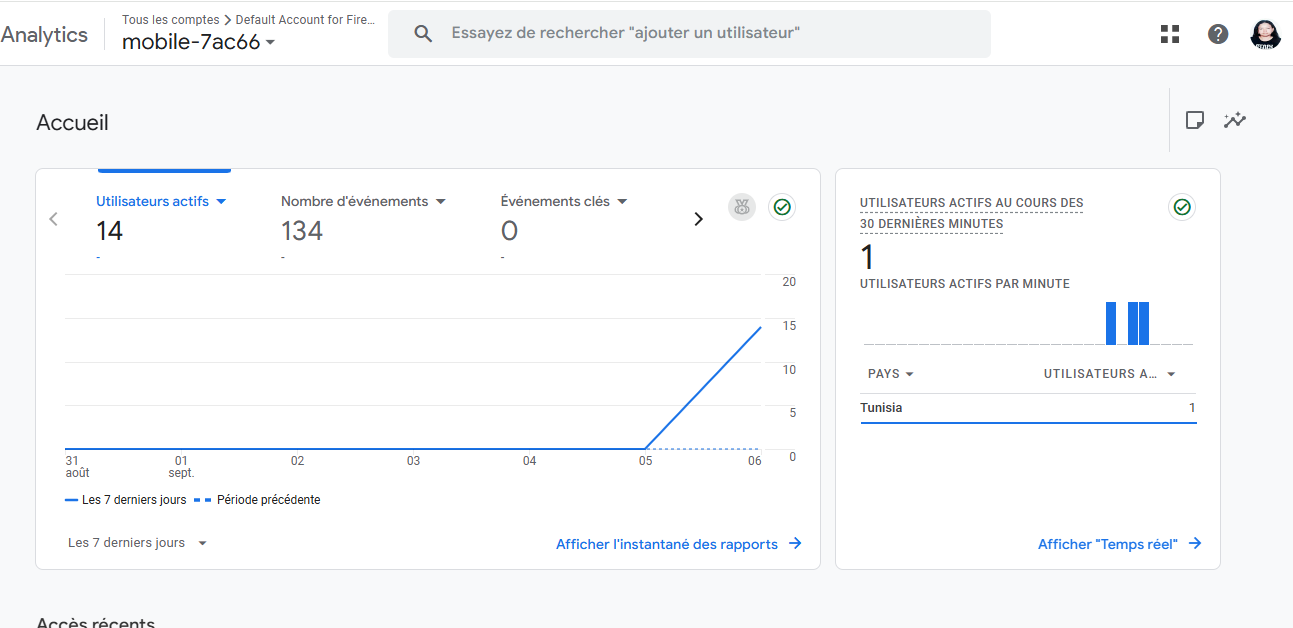 Analytics
Tous les comptes > Default Account for Fire…
mobile-7ac66
Essayez de rechercher "ajouter un utilisateur"
Accueil
Utilisateurs actifs
14
-
Nombre d'événements
134
-
Événements clés
0
-
20
15
10
5
0
31
août
01
sept.
02
03
04
05
06
Les 7 derniers jours
Période précédente
Les 7 derniers jours
Afficher l'instantané des rapports
UTILISATEURS ACTIFS AU COURS DES
30 DERNIÈRES MINUTES
1
UTILISATEURS ACTIFS PAR MINUTE
PAYS
UTILISATEURS A…
Tunisia 1
Afficher "Temps réel"
Accès récents